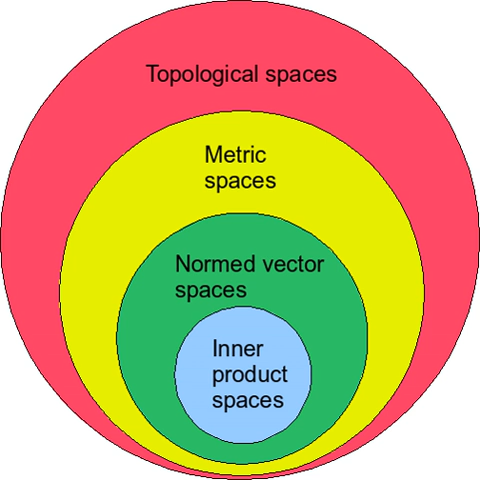 Topological spaces
Metric
spaces
Normed vector
spaces
Inner
product
spaces